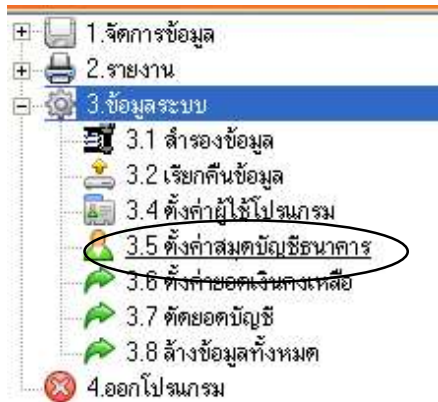 1.จัดการข้อมูล
2.รายงาน
3.ข้อมูลระบบ
3.1 สำรองข้อมูล
3.2 เรียกคืนข้อมูล
3.4 ตั้งค่าผู้ใช้โปรแกรม
3.5 ตั้งค่าสมุดบัญชีธนาคาร
3.6 ตั้งค่ายอดเงินคงเหลือ
3.7 ตัดยอดบัญชี
3.8 ล้างข้อมูลทั้งหมด
4.ออกโปรแกรม